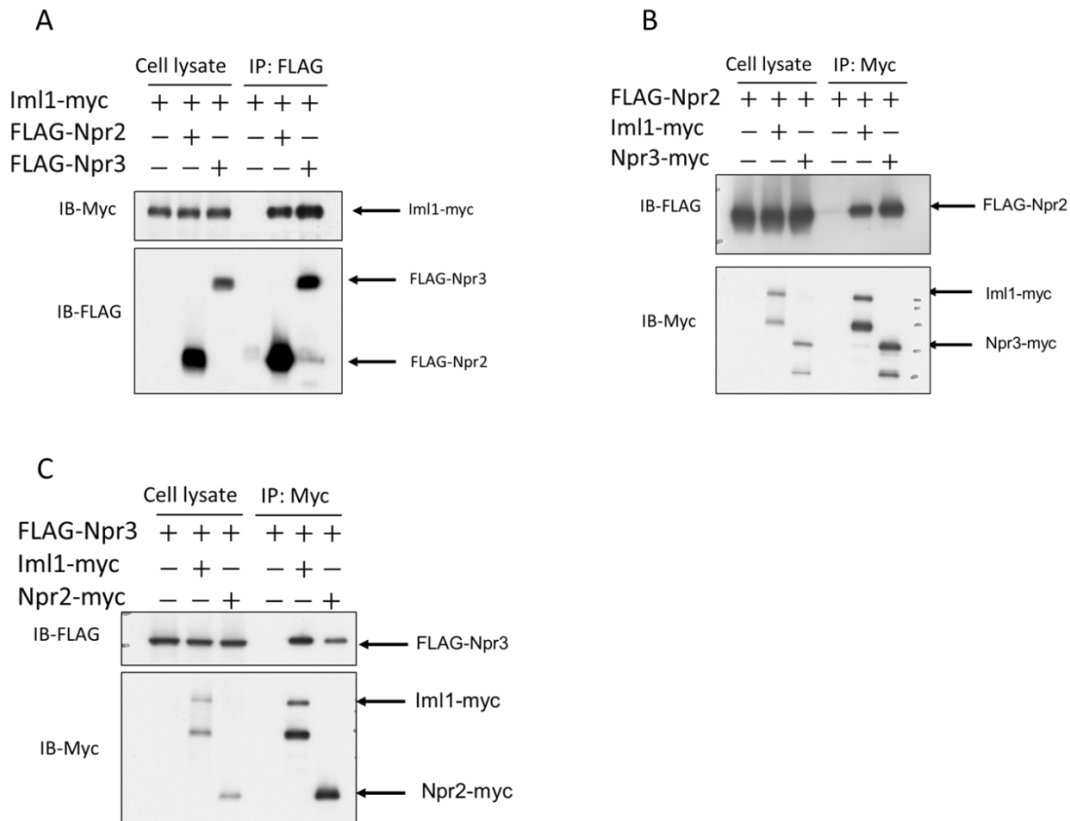 A
Cell lysate IP: FLAG
Iml1-myc + + + + + +
FLAG-Npr2 − + − − + −
FLAG-Npr3 − − + − − +
IB-Myc Iml1-myc
FLAG-Npr3
IB-FLAG
FLAG-Npr2
B
Cell lysate IP: Myc
FLAG-Npr2 + + + + + +
Iml1-myc − + − − + −
Npr3-myc − − + − − +
IB-FLAG FLAG-Npr2
Iml1-myc
IB-Myc
Npr3-myc
C
Cell lysate IP: Myc
FLAG-Npr3 + + + + + +
Iml1-myc − + − − + −
Npr2-myc − − + − − +
IB-FLAG
FLAG-Npr3
Iml1-myc
IB-Myc
Npr2-myc